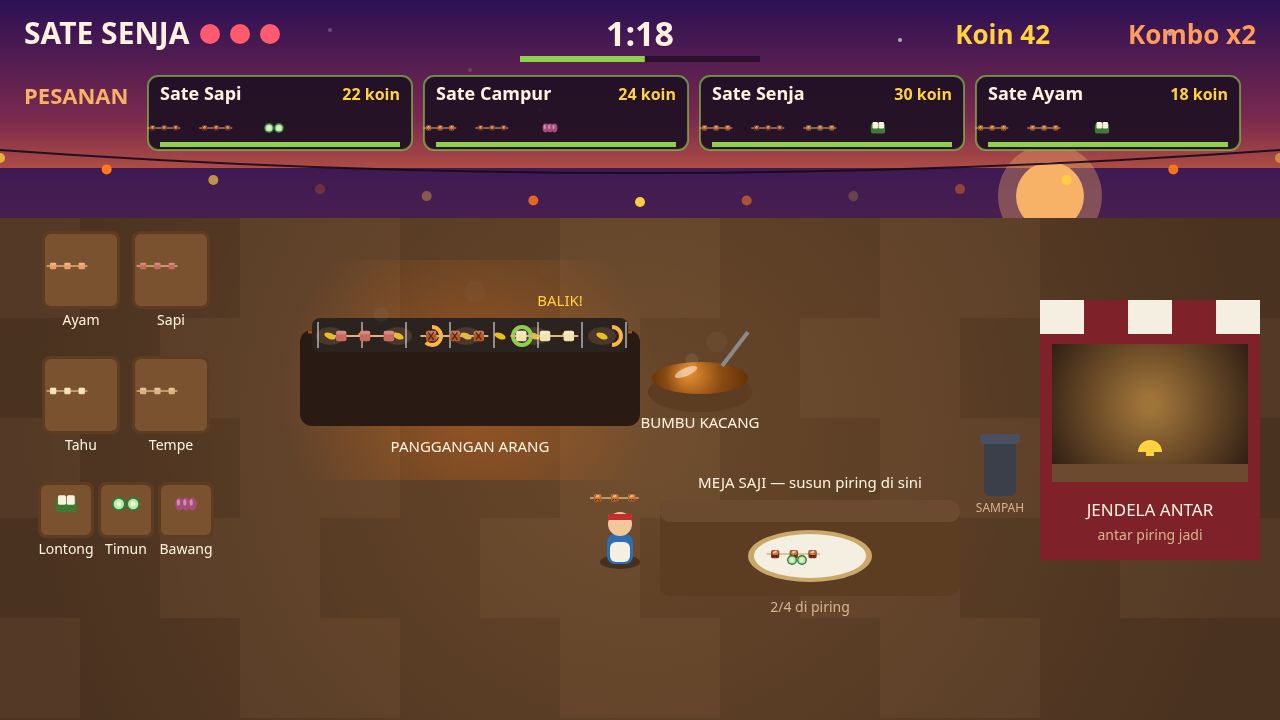 SATE SENJA
1:18
Koin 42
Kombo x2
PESANAN
Sate Sapi
22 koin
Sate Campur
24 koin
Sate Senja
30 koin
Sate Ayam
18 koin
Ayam
Sapi
Tahu
Tempe
Lontong
Timun
Bawang
BALIK!
PANGGANGAN ARANG
BUMBU KACANG
MEJA SAJI — susun piring di sini
2/4 di piring
SAMPAH
JENDELA ANTAR
antar piring jadi